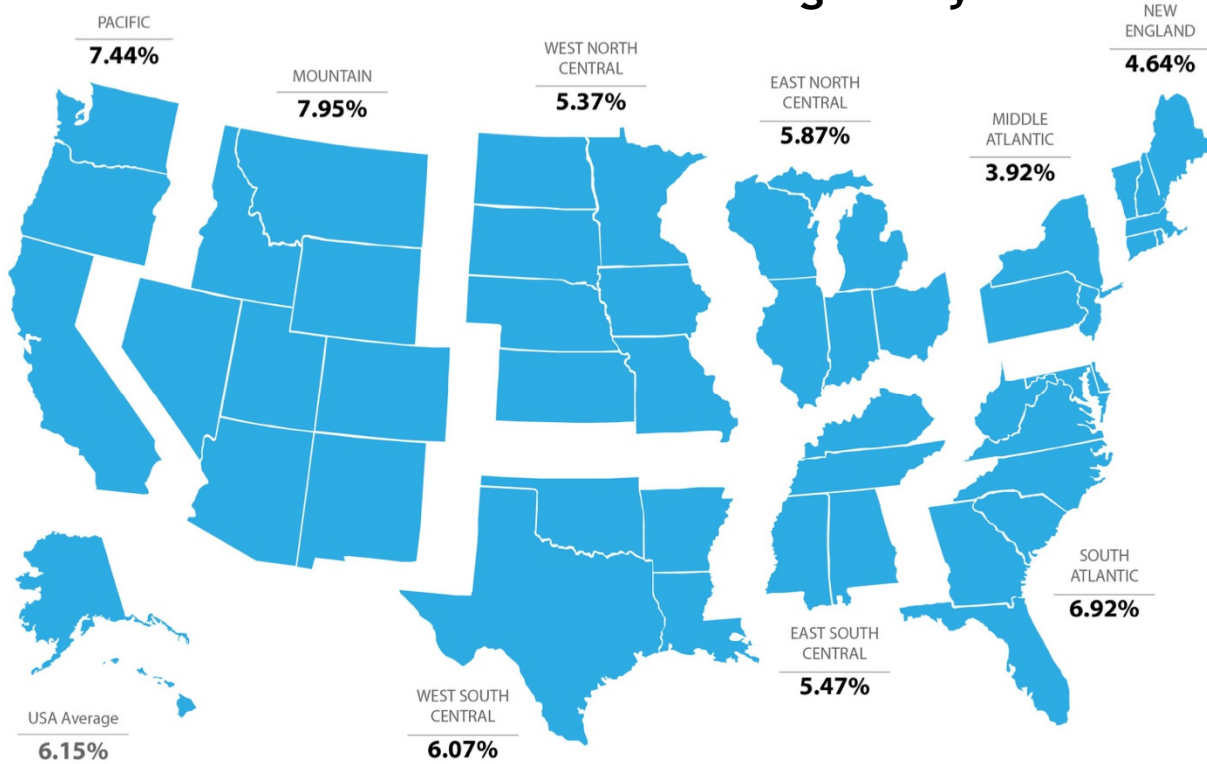 PACIFIC
7.44%
MOUNTAIN
7.95%
WEST NORTH
CENTRAL
5.37%
EAST NORTH
CENTRAL
5.87%
NEW
ENGLAND
4.64%
MIDDLE
ATLANTIC
3.92%
SOUTH
ATLANTIC
6.92%
EAST SOUTH
CENTRAL
5.47%
WEST SOUTH
CENTRAL
6.07%
USA Average
6.15%